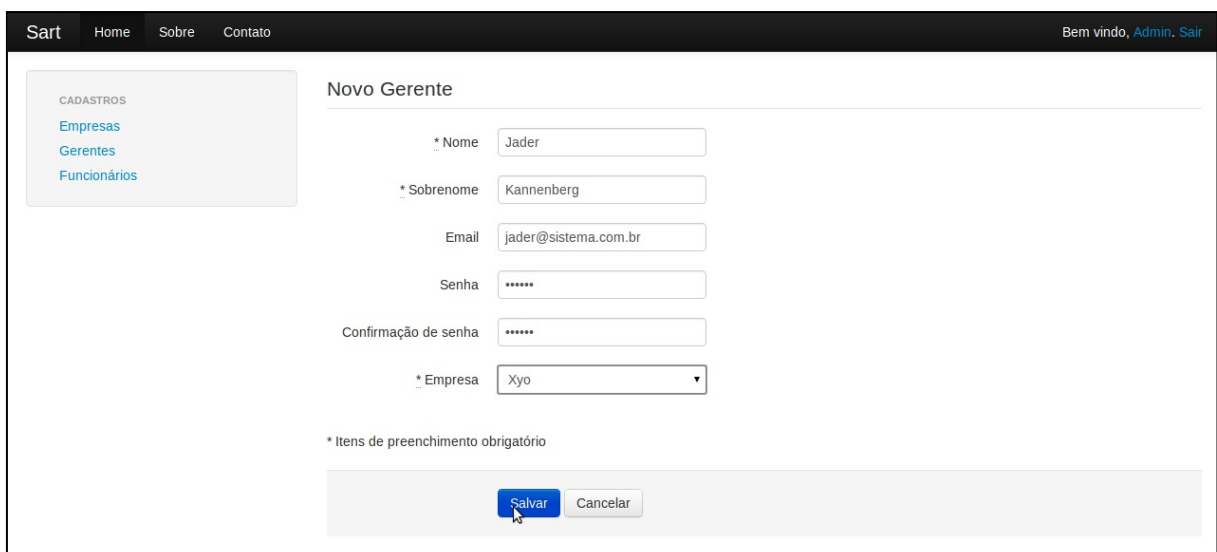 Sart Home Sobre Contato Bem vindo, Admin. Sair
CADASTROS
Empresas
Gerentes
Funcionários
Novo Gerente
* Nome Jader
* Sobrenome Kannenberg
Email jader@sistema.com.br
Senha ••••••
Confirmação de senha ••••••
* Empresa Xyo
* Itens de preenchimento obrigatório
Salvar Cancelar